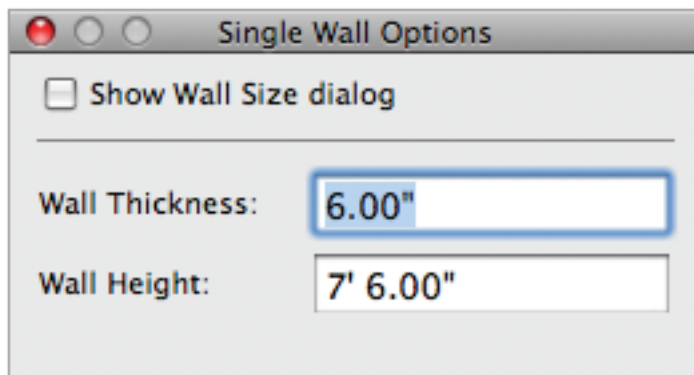 Single Wall Options
Show Wall Size dialog
Wall Thickness: 6.00"
Wall Height: 7' 6.00"